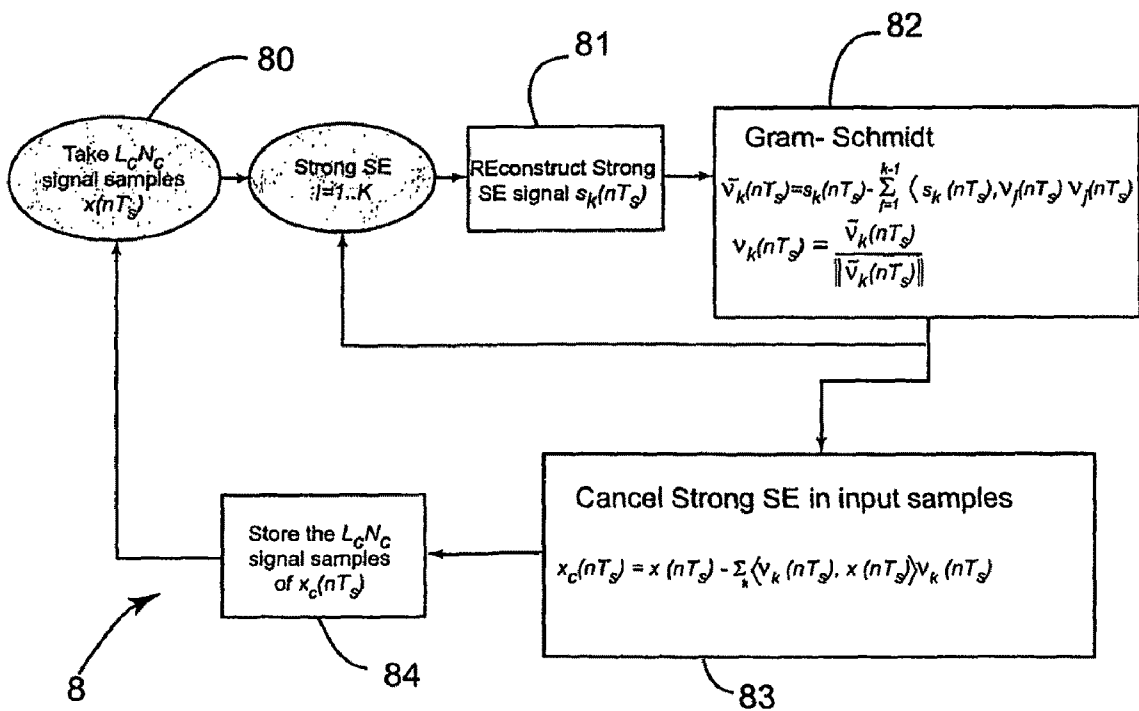 80
81
82
Take L_cN_c
signal samples
x(nT_s)
Strong SE
l=1..K
REconstruct Strong
SE signal s_k(nT_s)
Gram- Schmidt
ṽ_k(nT_s)=s_k(nT_s)- Σ_{j=1}^{k-1} ⟨ s_k (nT_s),ν_j(nT_s) ν_j(nT_s)
ν_k(nT_s) = ṽ_k(nT_s) / ‖ṽ_k(nT_s)‖
Cancel Strong SE in input samples
x_c(nT_s) = x (nT_s) - Σ_k⟨ν_k (nT_s), x (nT_s)⟩ν_k (nT_s)
Store the L_cN_c
signal samples
of x_c(nT_s)
8
84
83